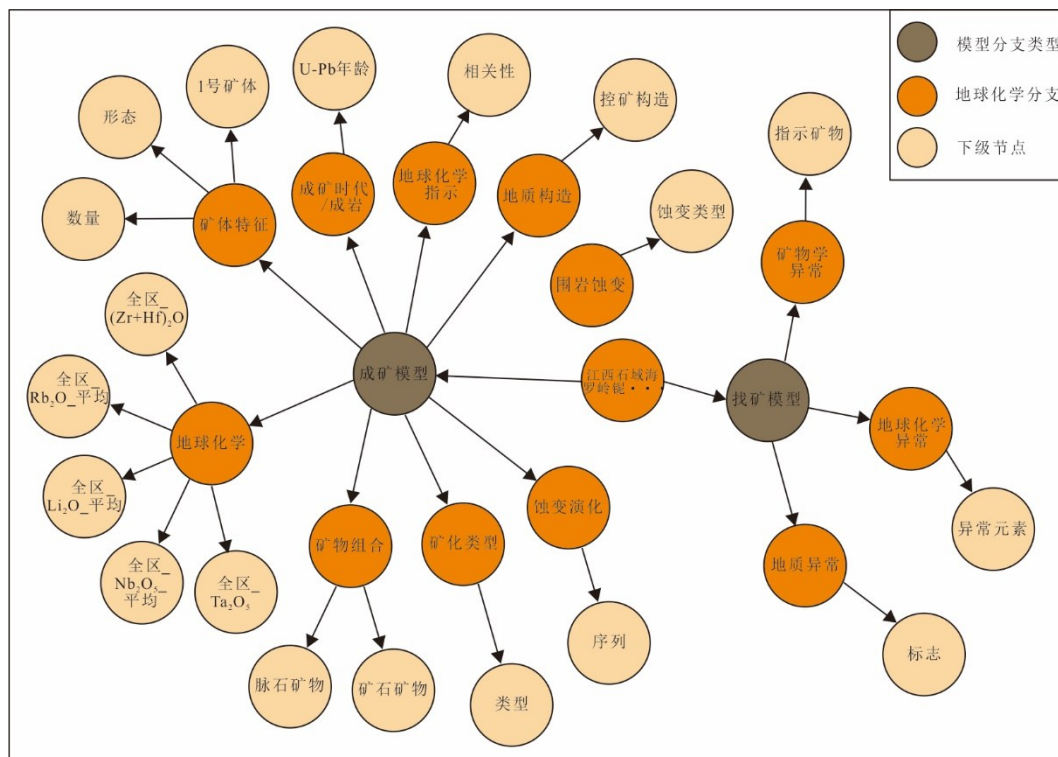 U-Pb年龄
相关性
控矿构造
1号矿体
形态
数量
矿体特征
成矿时代
/成岩
地球化学
指示
地质构造
蚀变类型
围岩蚀变
指示矿物
矿物学
异常
模型分支类型
地球化学分支
下级节点
全区_
(Zr+Hf)₂O
全区_
Rb₂O_平均
全区_
Li₂O_平均
全区_
Nb₂O₅_
平均
全区_
Ta₂O₅
地球化学
成矿模型
江西石城海
罗岭铌···
找矿模型
地球化学
异常
异常元素
地质异常
标志
矿物组合
矿化类型
蚀变演化
脉石矿物
矿石矿物
类型
序列